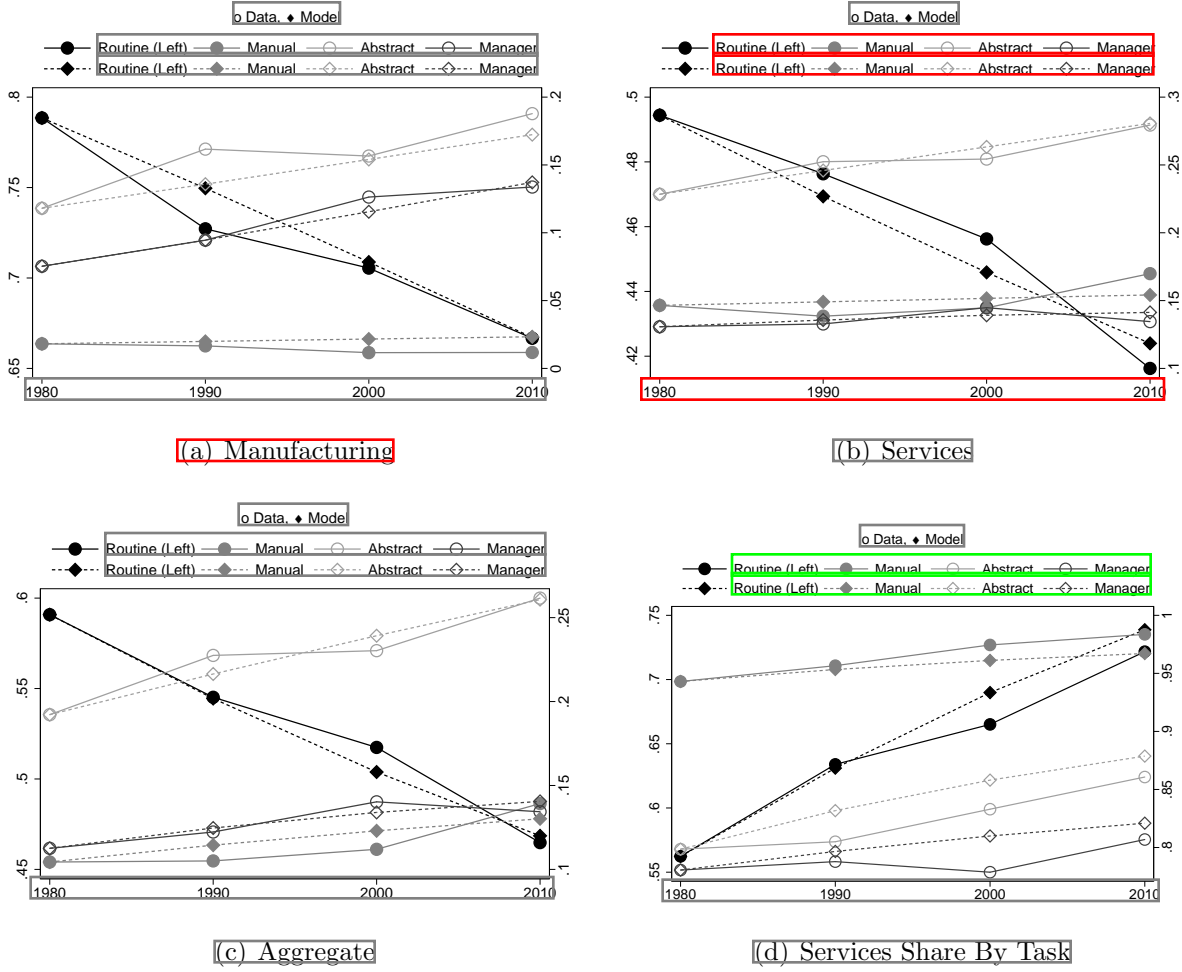 o Data, ♦ Model
Routine (Left) Manual Abstract Manager
Routine (Left) Manual Abstract Manager
.8 .75 .7 .65
.2 .15 .1 .05 0
1980 1990 2000 2010
(a) Manufacturing
o Data, ♦ Model
Routine (Left) Manual Abstract Manager
Routine (Left) Manual Abstract Manager
.5 .48 .46 .44 .42
.3 .25 .2 .15 .1
1980 1990 2000 2010
(b) Services
o Data, ♦ Model
Routine (Left) Manual Abstract Manager
Routine (Left) Manual Abstract Manager
.6 .55 .5 .45
.25 .2 .15 .1
1980 1990 2000 2010
(c) Aggregate
o Data, ♦ Model
Routine (Left) Manual Abstract Manager
Routine (Left) Manual Abstract Manager
.75 .7 .65 .6 .55
1 .95 .9 .85 .8
1980 1990 2000 2010
(d) Services Share By Task